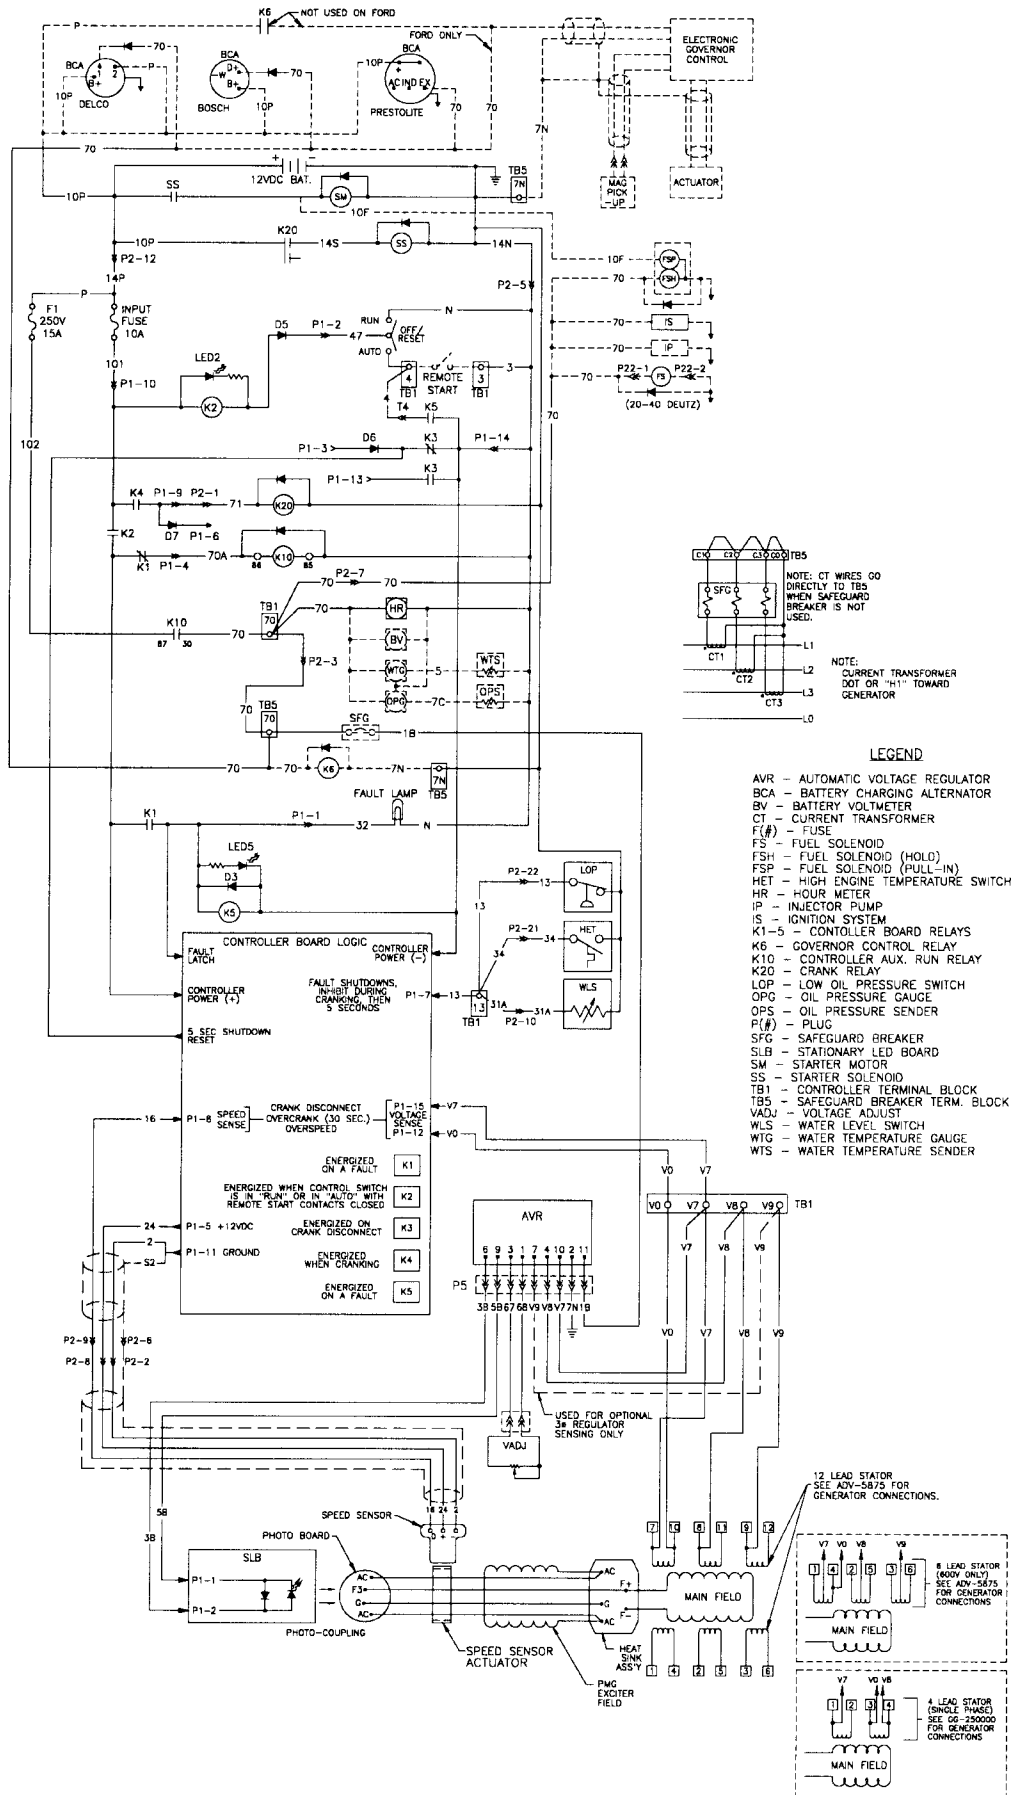 K6
NOT USED ON FORD
P
FORD ONLY
ELECTRONIC
GOVERNOR
CONTROL
BCA
70
P
1 2
B+
10P
DELCO
BCA
D+
W
B+
70
10P
BOSCH
BCA
10P
+
AC IND EX
70
PRESTOLITE
70
7N
70
+ -
12VDC BAT.
TB5
7N
MAG
PICK
-UP
ACTUATOR
10P
SS
SM
10F
K20
10P
14S
SS
14N
P2-12
14P
P2-5
10F
FSP
70
FSH
P
F1
250V
15A
INPUT
FUSE
10A
N
RUN
OFF/
RESET
AUTO
D5
P1-2
47
70
IS
70
IP
101
LED2
P1-10
K2
4
TB1
REMOTE
START
3
TB1
3
P22-1
P22-2
70
FS
(20-40 DEUTZ)
4
T4
K5
70
102
D6
K3
P1-14
P1-3
K3
P1-13
K4
P1-9
P2-1
71
K20
D7
P1-6
K2
K1
P1-4
70A
86
K10
85
C1
C2
C3
C0
TB5
SFG
NOTE: CT WIRES GO
DIRECTLY TO TB5
WHEN SAFEGUARD
BREAKER IS NOT
USED.
P2-7
70
70
TB1
70
70
HR
K10
87
30
70
BV
P2-3
WTG
5
WTS
OPG
7C
OPS
L1
CT1
L2
CT2
L3
CT3
L0
NOTE:
CURRENT TRANSFORMER
DOT OR "H1" TOWARD
GENERATOR
70
TB5
70
SFG
1B
70
70
K6
7N
7N
TB5
FAULT LAMP
K1
P1-1
32
N
LED5
D3
K5
LEGEND
AVR - AUTOMATIC VOLTAGE REGULATOR
BCA - BATTERY CHARGING ALTERNATOR
BV - BATTERY VOLTMETER
CT - CURRENT TRANSFORMER
F(#) - FUSE
FS - FUEL SOLENOID
FSH - FUEL SOLENOID (HOLD)
FSP - FUEL SOLENOID (PULL-IN)
HET - HIGH ENGINE TEMPERATURE SWITCH
HR - HOUR METER
IP - INJECTOR PUMP
IS - IGNITION SYSTEM
K1-5 - CONTOLLER BOARD RELAYS
K6 - GOVERNOR CONTROL RELAY
K10 - CONTROLLER AUX. RUN RELAY
K20 - CRANK RELAY
LOP - LOW OIL PRESSURE SWITCH
OPG - OIL PRESSURE GAUGE
OPS - OIL PRESSURE SENDER
P(#) - PLUG
SFG - SAFEGUARD BREAKER
SLB - STATIONARY LED BOARD
SM - STARTER MOTOR
SS - STARTER SOLENOID
TB1 - CONTROLLER TERMINAL BLOCK
TB5 - SAFEGUARD BREAKER TERM. BLOCK
VADJ - VOLTAGE ADJUST
WLS - WATER LEVEL SWITCH
WTG - WATER TEMPERATURE GAUGE
WTS - WATER TEMPERATURE SENDER
P2-22
13
LOP
13
P2-21
34
HET
34
WLS
13
TB1
31A
P2-10
31A
CONTROLLER BOARD LOGIC
FAULT
LATCH
CONTROLLER
POWER (-)
CONTROLLER
POWER (+)
FAULT SHUTDOWNS,
INHIBIT DURING
CRANKING, THEN
5 SECONDS
P1-7
13
5 SEC SHUTDOWN
RESET
16
P1-8
SPEED
SENSE
CRANK DISCONNECT
OVERCRANK (30 SEC.)
OVERSPEED
P1-15
VOLTAGE
SENSE
P1-12
V7
V0
ENERGIZED
ON A FAULT
K1
ENERGIZED WHEN CONTROL SWITCH
IS IN "RUN" OR IN "AUTO" WITH
REMOTE START CONTACTS CLOSED
K2
24
P1-5 +12VDC
ENERGIZED ON
CRANK DISCONNECT
K3
2
P1-11 GROUND
S2
ENERGIZED
WHEN CRANKING
K4
ENERGIZED
ON A FAULT
K5
V0
V7
V0 V7 V8 V9
TB1
AVR
6 9 3 1 7 4 10 2 11
P5
3B 5B 67 68 V9 V8 V7 7N 1B
V7
V8
V9
V0
V7
V8
V9
P2-9
P2-6
P2-8
P2-2
USED FOR OPTIONAL
3ø REGULATOR
SENSING ONLY
VADJ
12 LEAD STATOR
SEE ADV-5875 FOR
GENERATOR CONNECTIONS.
5B
3B
SPEED SENSOR
16 24 2
PHOTO BOARD
SLB
P1-1
P1-2
AC
F3
G
AC
PHOTO-COUPLING
SPEED SENSOR
ACTUATOR
PMG
EXCITER
FIELD
AC
F+
G
F-
AC
HEAT
SINK
ASS'Y
7 10 8 11 9 12
MAIN FIELD
1 4 2 5 3 6
V7 V0 V8 V9
1 4 2 5 3 6
6 LEAD STATOR
(600V ONLY)
SEE ADV-5875
FOR GENERATOR
CONNECTIONS
MAIN FIELD
V7 V0 V8
1 2 3 4
4 LEAD STATOR
(SINGLE PHASE)
SEE GG-250000
FOR GENERATOR
CONNECTIONS
MAIN FIELD